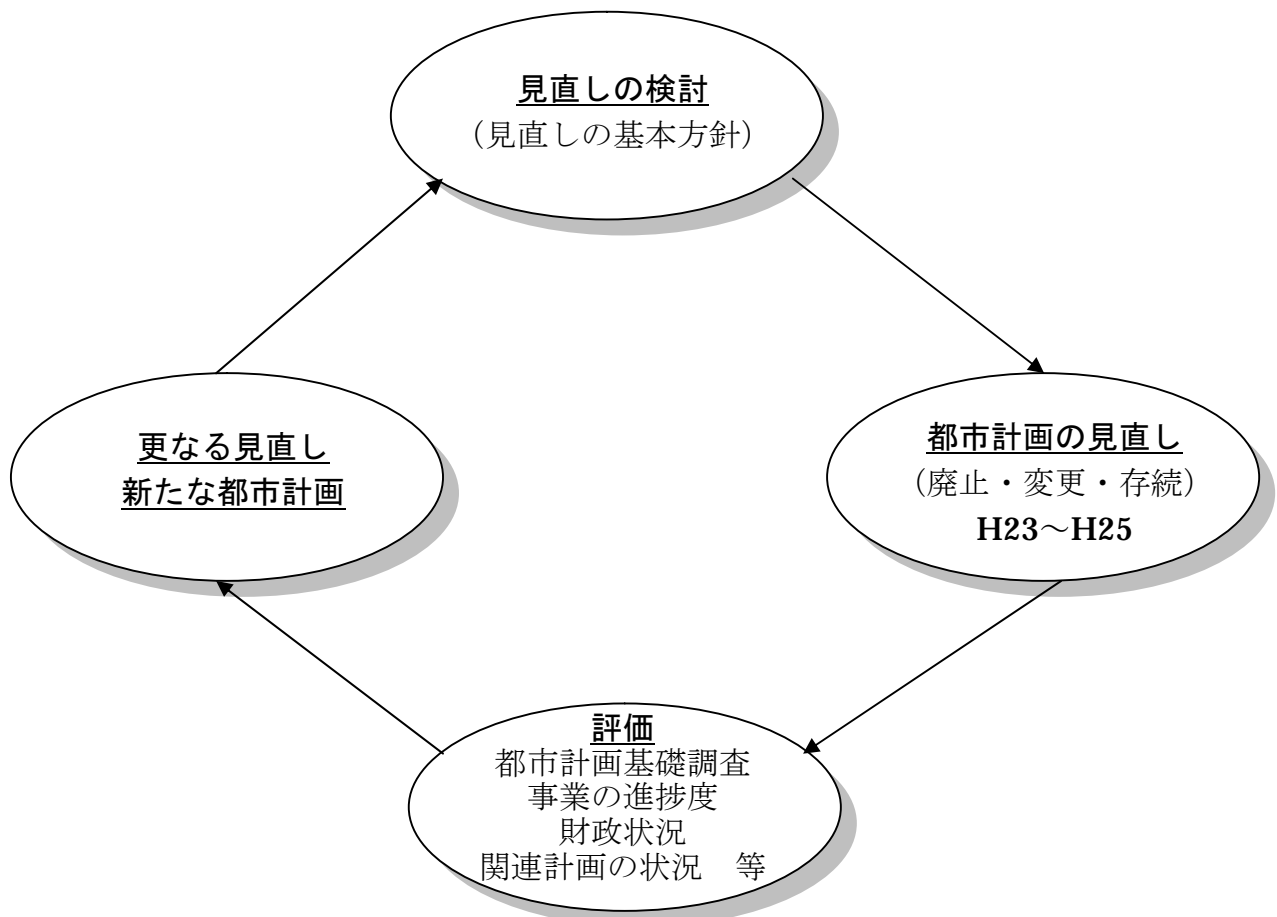 見直しの検討
（見直しの基本方針）
更なる見直し
新たな都市計画
都市計画の見直し
（廃止・変更・存続）
H23～H25
評価
都市計画基礎調査
事業の進捗度
財政状況
関連計画の状況　等